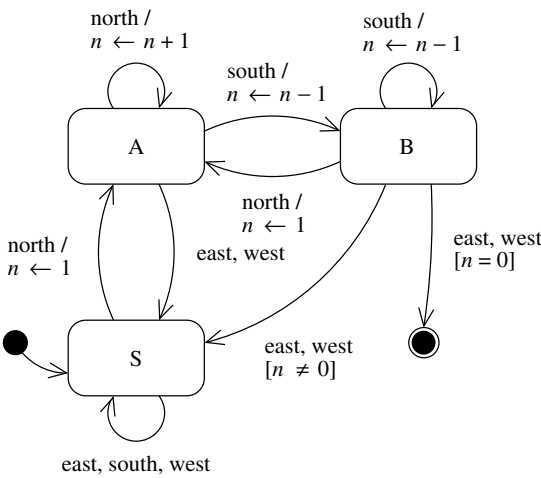 north /
n ← n + 1
south /
n ← n − 1
south /
n ← n − 1
A
B
north /
n ← 1
north /
n ← 1
east, west
east, west
[n = 0]
S
east, west
[n ≠ 0]
east, south, west